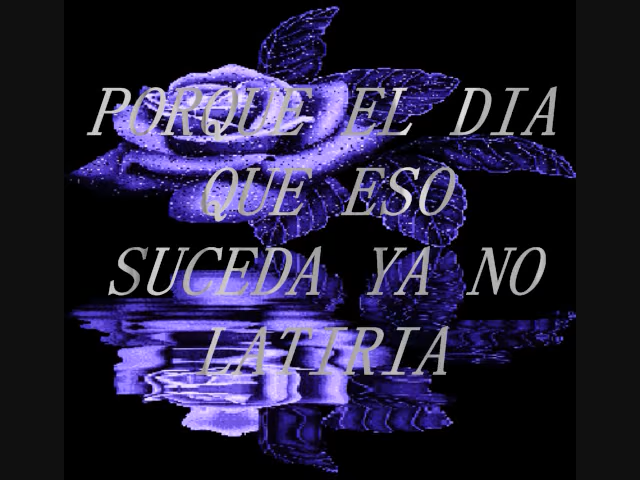 PORQUE EL DIA
QUE ESO
SUCEDA YA NO
LATIRIA